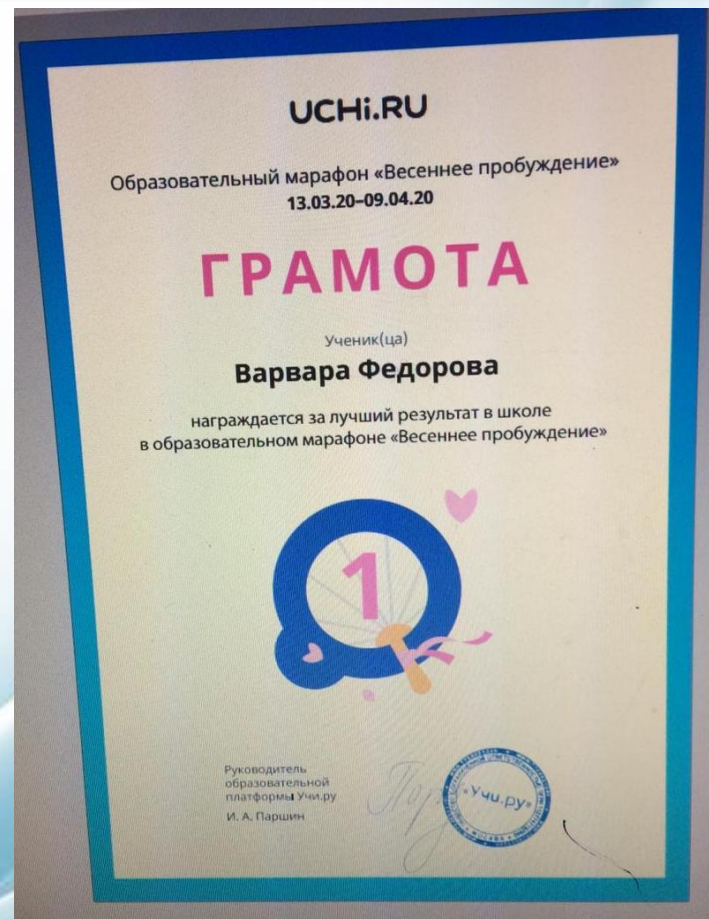 UCHi.RU
Образовательный марафон «Весеннее пробуждение»
13.03.20–09.04.20
ГРАМОТА
Ученик(ца)
Варвара Федорова
награждается за лучший результат в школе
в образовательном марафоне «Весеннее пробуждение»
1
Руководитель
образовательной
платформы Учи.ру
И. А. Паршин
«Учи.ру»